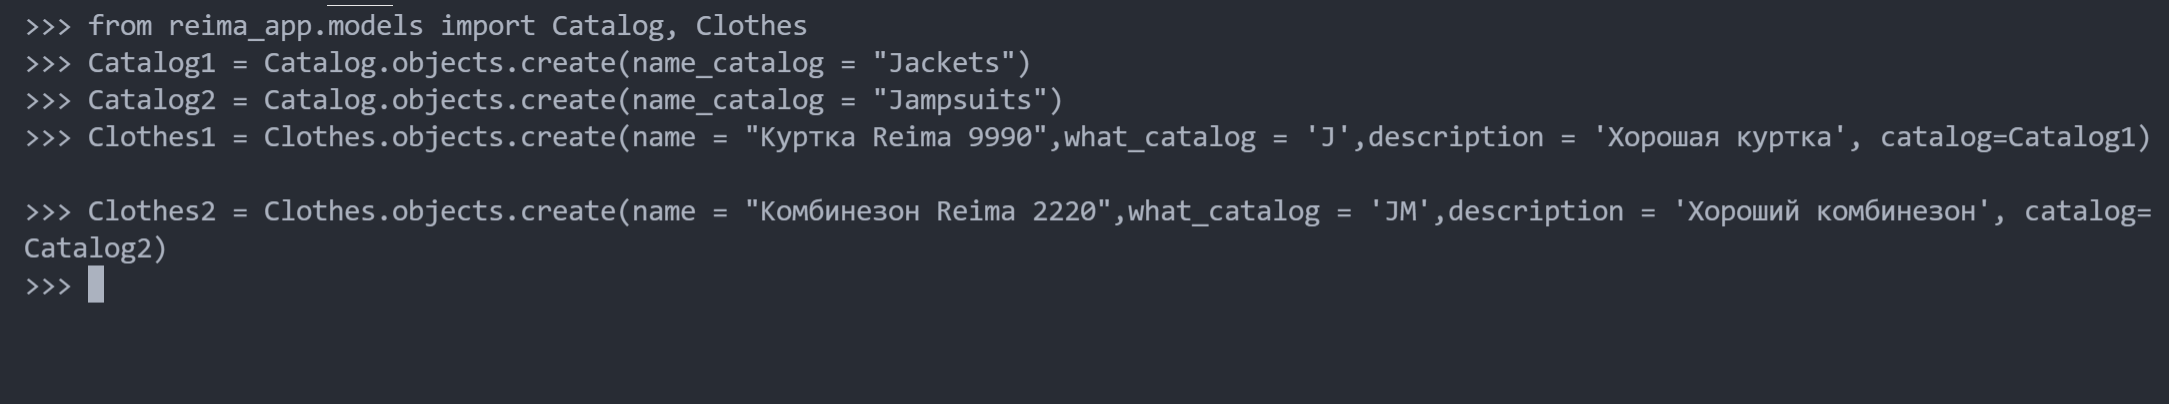 >>> from reima_app.models import Catalog, Clothes
>>> Catalog1 = Catalog.objects.create(name_catalog = "Jackets")
>>> Catalog2 = Catalog.objects.create(name_catalog = "Jampsuits")
>>> Clothes1 = Clothes.objects.create(name = "Куртка Reima 9990",what_catalog = 'J',description = 'Хорошая куртка', catalog=Catalog1)
>>> Clothes2 = Clothes.objects.create(name = "Комбинезон Reima 2220",what_catalog = 'JM',description = 'Хороший комбинезон', catalog=
Catalog2)
>>>